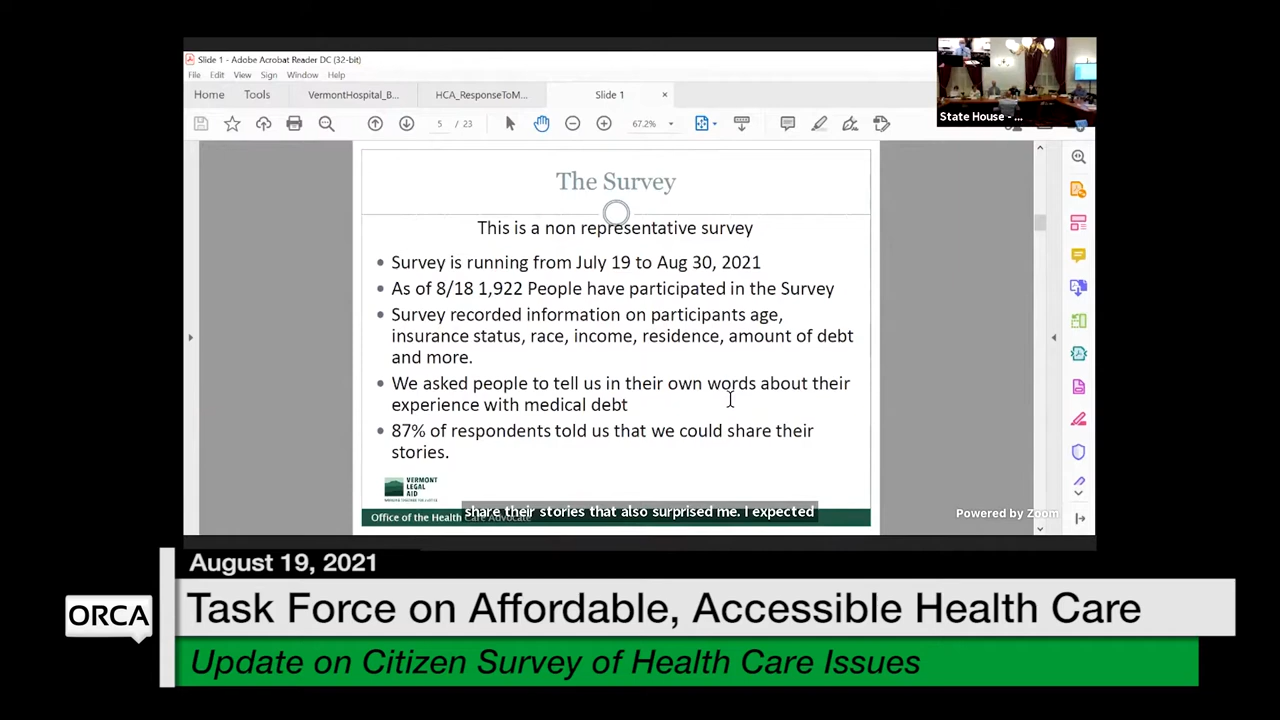 Slide 1 - Adobe Acrobat Reader DC (32-bit)
File Edit View Sign Window Help
Home Tools VermontHospital_B... HCA_ResponseToM... Slide 1 ×
5 / 23 67.2%
State House - ...
The Survey
This is a non representative survey
• Survey is running from July 19 to Aug 30, 2021
• As of 8/18 1,922 People have participated in the Survey
• Survey recorded information on participants age,
insurance status, race, income, residence, amount of debt
and more.
• We asked people to tell us in their own words about their
experience with medical debt
• 87% of respondents told us that we could share their
stories.
VERMONT
LEGAL
AID
share their stories that also surprised me. I expected
Office of the Health Care Advocate
Powered by Zoom
August 19, 2021
ORCA
Task Force on Affordable, Accessible Health Care
Update on Citizen Survey of Health Care Issues